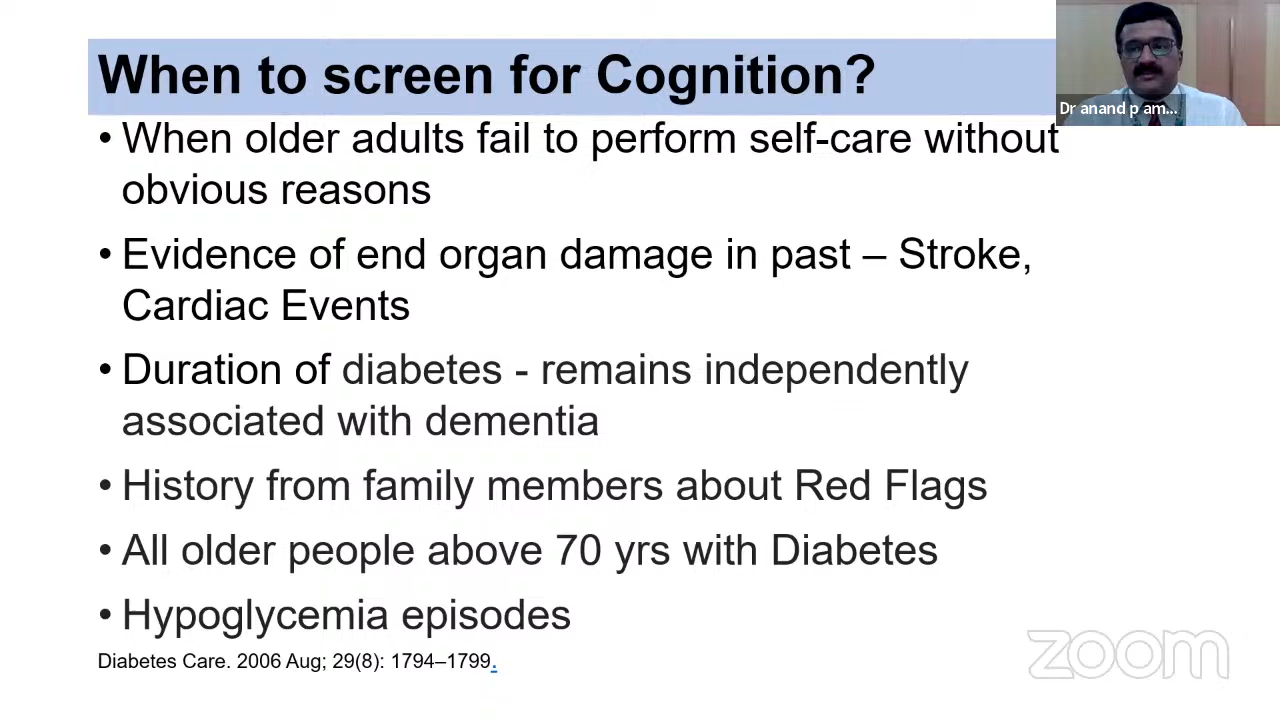 When to screen for Cognition?
Dr anand p am...
• When older adults fail to perform self-care without
obvious reasons
• Evidence of end organ damage in past – Stroke,
Cardiac Events
• Duration of diabetes - remains independently
associated with dementia
• History from family members about Red Flags
• All older people above 70 yrs with Diabetes
• Hypoglycemia episodes
Diabetes Care. 2006 Aug; 29(8): 1794–1799.
zoom